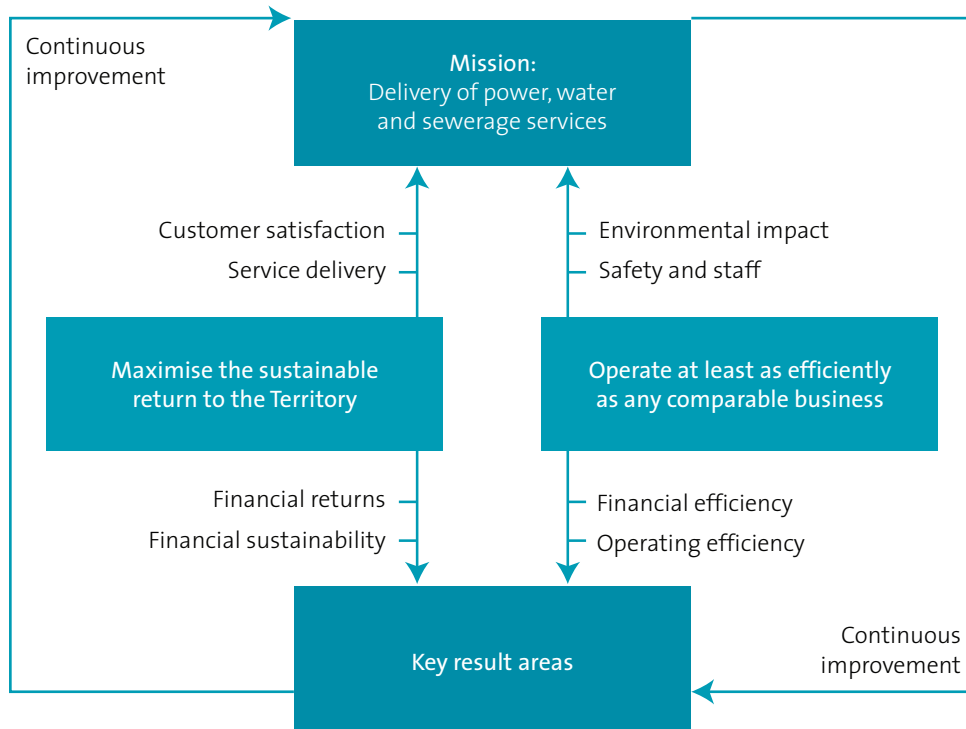 Continuous
improvement
Mission:
Delivery of power, water
and sewerage services
Customer satisfaction
Service delivery
Environmental impact
Safety and staff
Maximise the sustainable
return to the Territory
Operate at least as efficiently
as any comparable business
Financial returns
Financial sustainability
Financial efficiency
Operating efficiency
Key result areas
Continuous
improvement